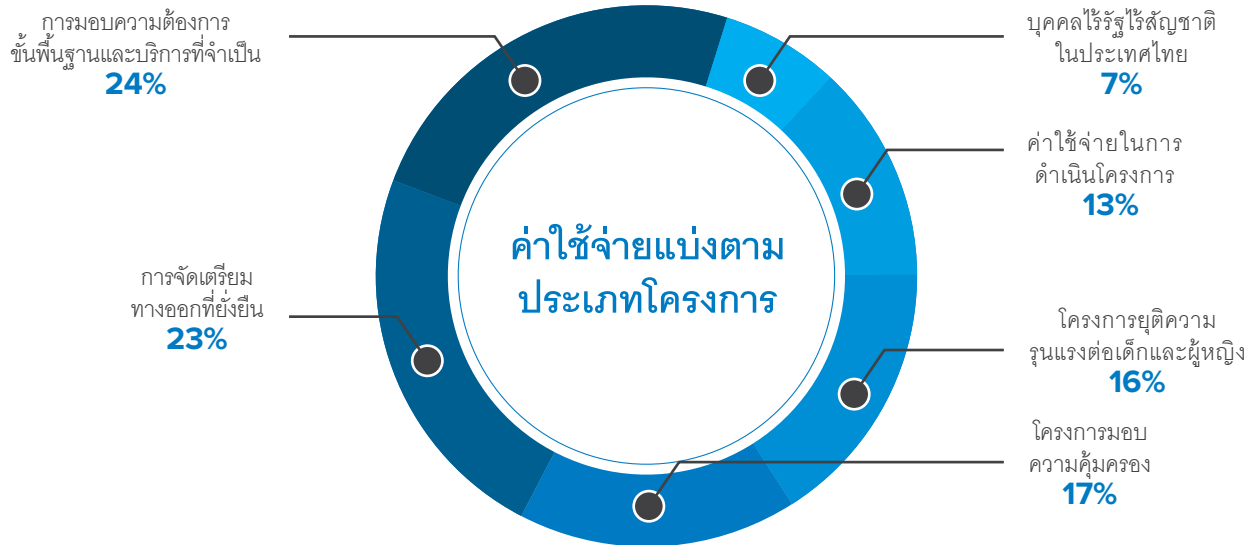 การมอบความต้องการ
ขั้นพื้นฐานและบริการที่จำเป็น
24%
บุคคลไร้รัฐไร้สัญชาติ
ในประเทศไทย
7%
ค่าใช้จ่ายในการ
ดำเนินโครงการ
13%
ค่าใช้จ่ายแบ่งตาม
ประเภทโครงการ
การจัดเตรียม
ทางออกที่ยั่งยืน
23%
โครงการยุติความ
รุนแรงต่อเด็กและผู้หญิง
16%
โครงการมอบ
ความคุ้มครอง
17%